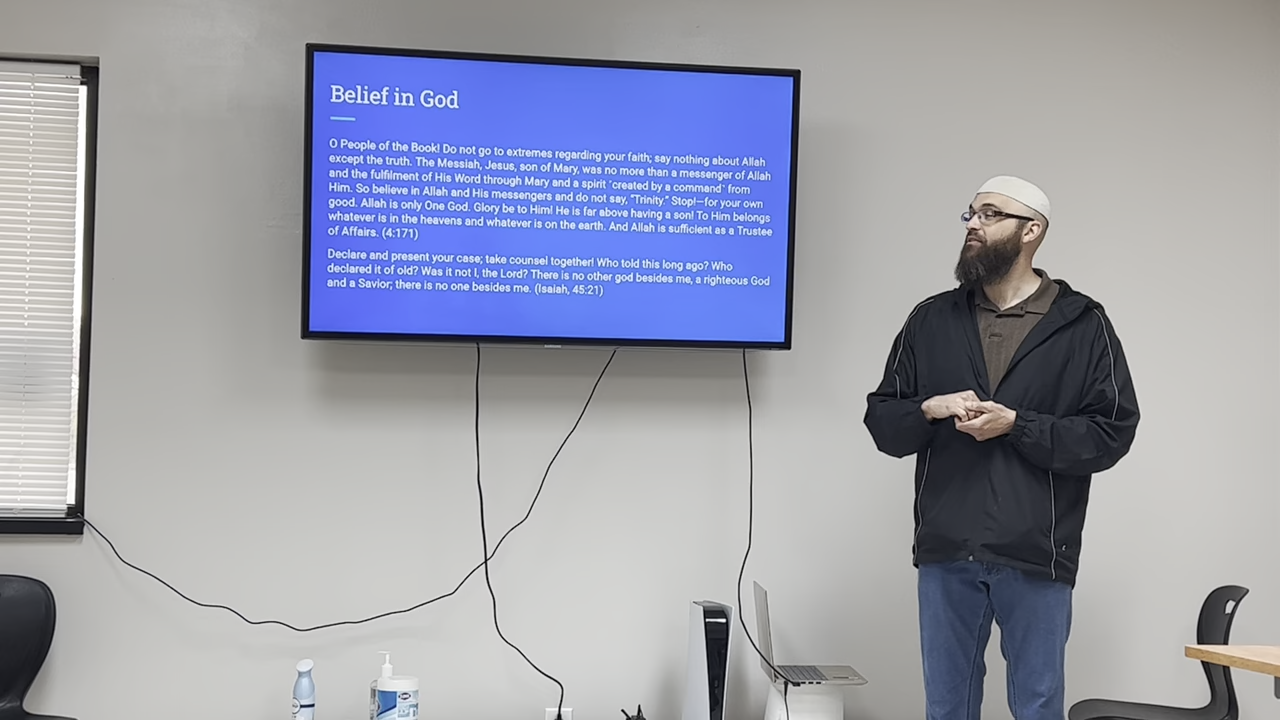 Belief in God
O People of the Book! Do not go to extremes regarding your faith; say nothing about Allah
except the truth. The Messiah, Jesus, son of Mary, was no more than a messenger of Allah
and the fulfilment of His Word through Mary and a spirit ˹created by a command˺ from
Him. So believe in Allah and His messengers and do not say, "Trinity." Stop!—for your own
good. Allah is only One God. Glory be to Him! He is far above having a son! To Him belongs
whatever is in the heavens and whatever is on the earth. And Allah is sufficient as a Trustee
of Affairs. (4:171)
Declare and present your case; take counsel together! Who told this long ago? Who
declared it of old? Was it not I, the Lord? There is no other god besides me, a righteous God
and a Savior; there is no one besides me. (Isaiah, 45:21)
SAMSUNG